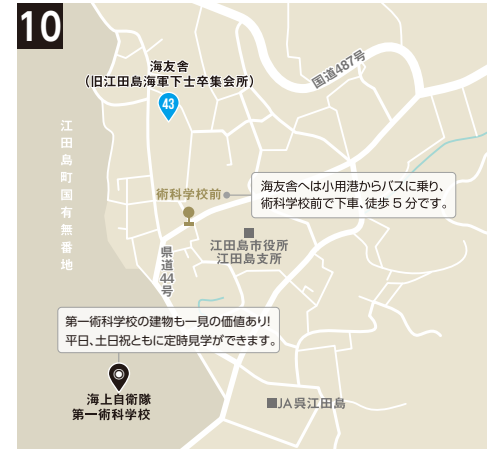 10
海友舎
（旧江田島海軍下士卒集会所）
43
国道487号
江田島町国有無番地
術科学校前
海友舎へは小用港からバスに乗り、
術科学校前で下車、徒歩 5 分です。
江田島市役所
江田島支所
県道44号
第一術科学校の建物も一見の価値あり!
平日、土日祝ともに定時見学ができます。
海上自衛隊
第一術科学校
JA呉江田島